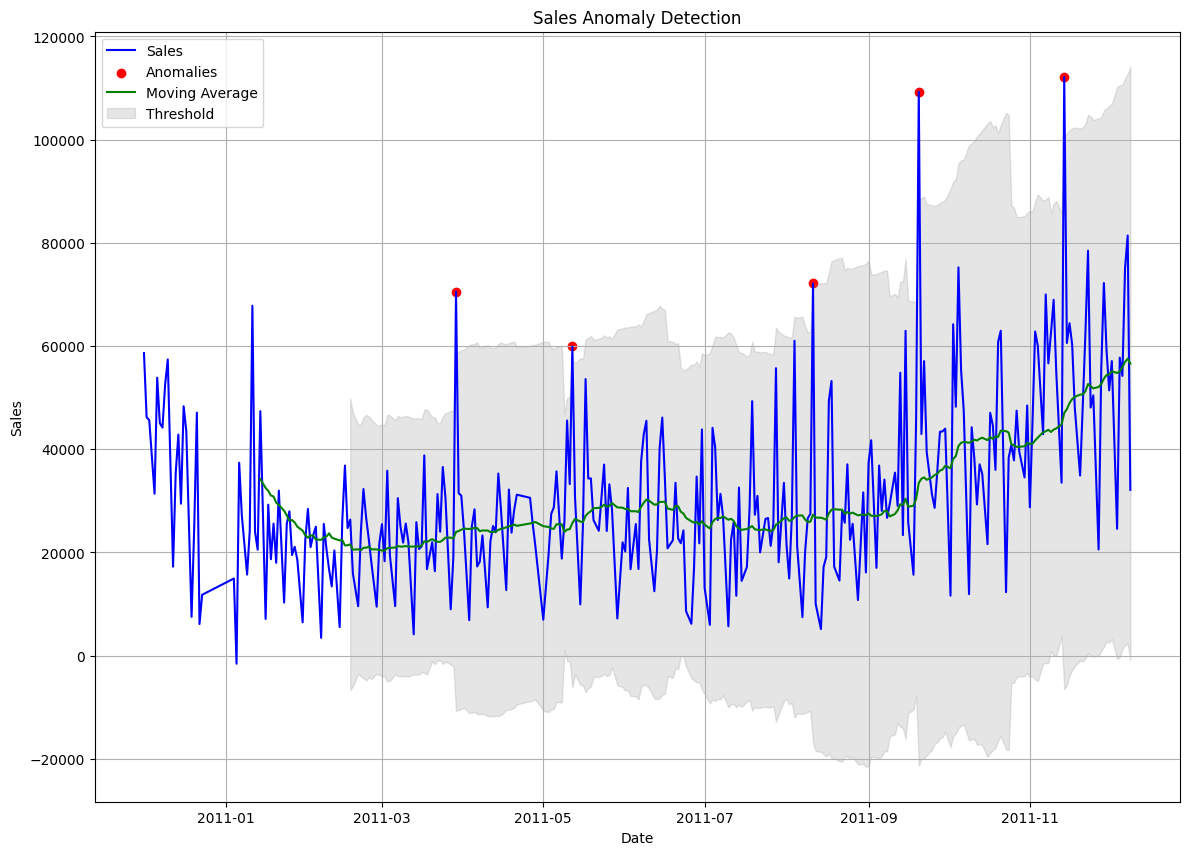 Sales Anomaly Detection
Sales
Anomalies
Moving Average
Threshold
120000
100000
80000
60000
40000
20000
0
−20000
Sales
2011-01
2011-03
2011-05
2011-07
2011-09
2011-11
Date